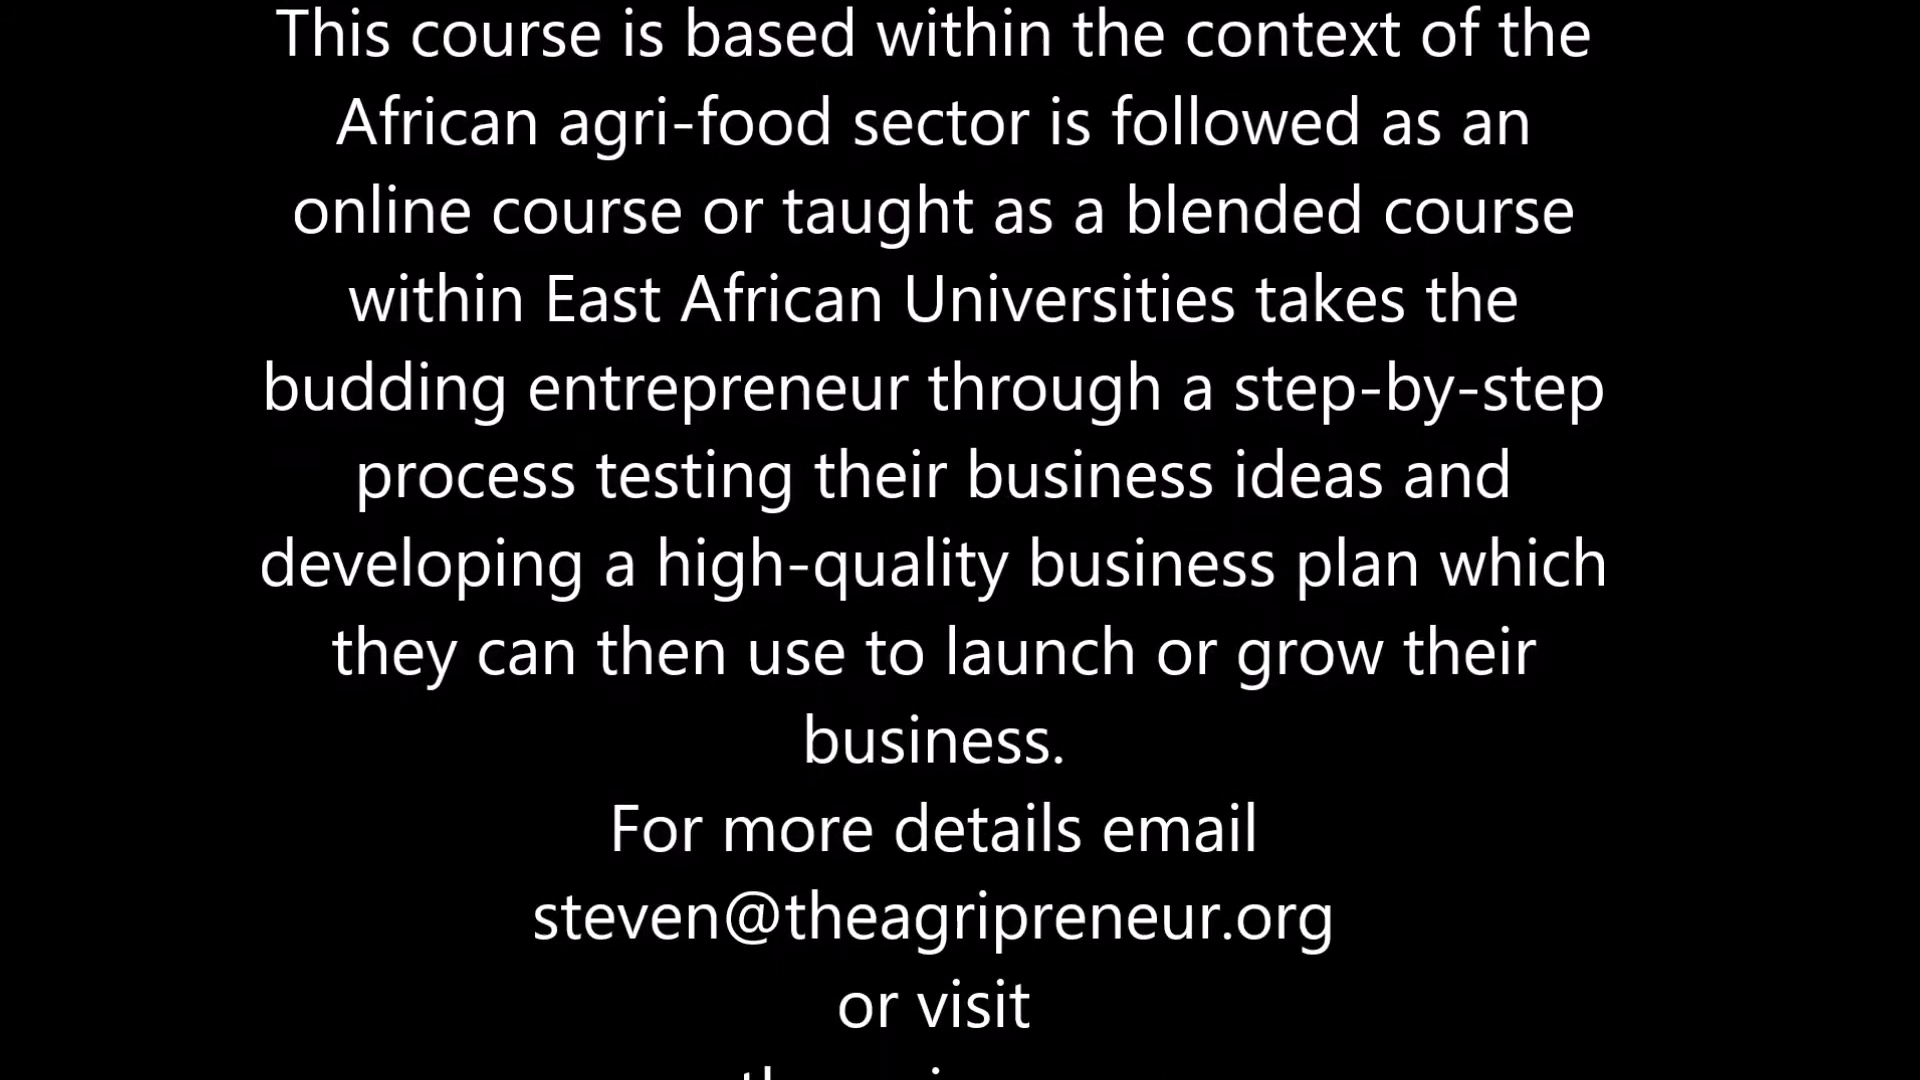 This course is based within the context of the
African agri-food sector is followed as an
online course or taught as a blended course
within East African Universities takes the
budding entrepreneur through a step-by-step
process testing their business ideas and
developing a high-quality business plan which
they can then use to launch or grow their
business.
For more details email
steven@theagripreneur.org
or visit